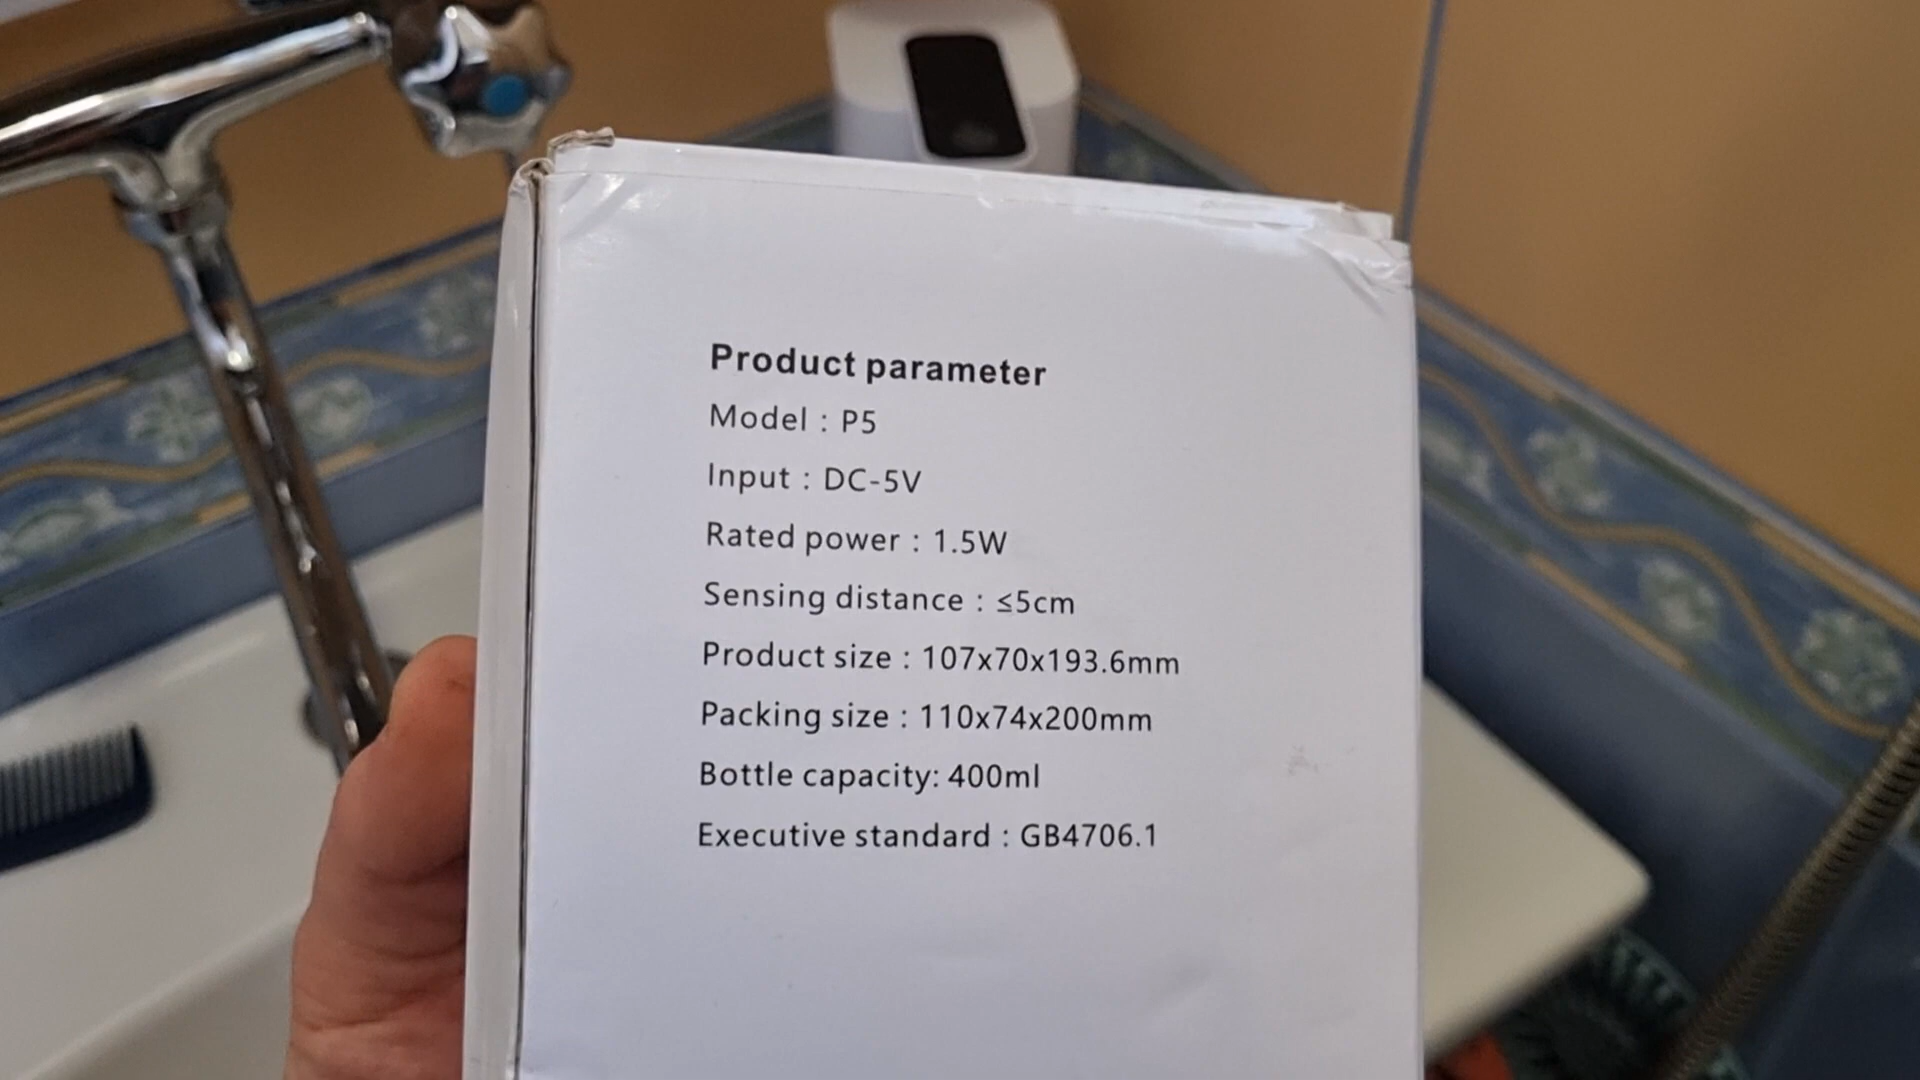 Product parameter
Model : P5
Input : DC-5V
Rated power : 1.5W
Sensing distance : ≤5cm
Product size : 107x70x193.6mm
Packing size : 110x74x200mm
Bottle capacity: 400ml
Executive standard : GB4706.1